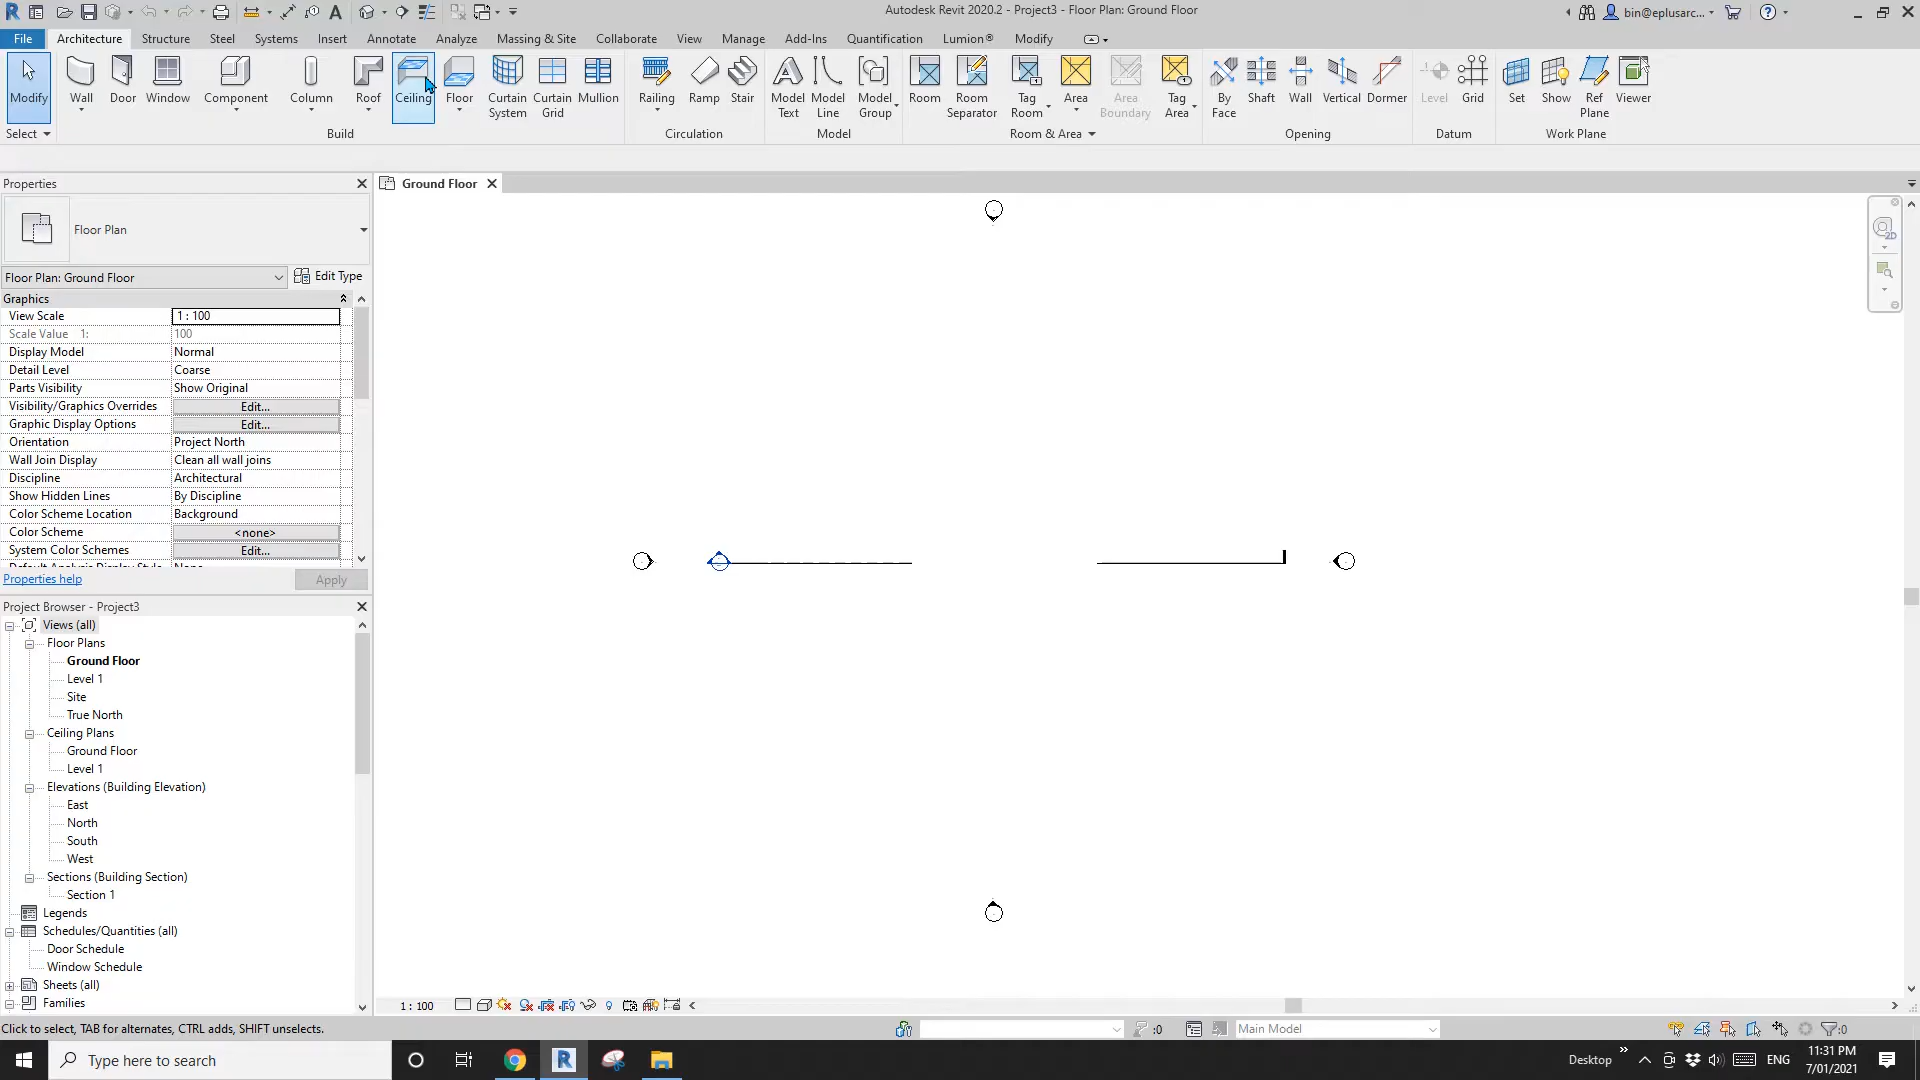 Autodesk Revit 2020.2 - Project3 - Floor Plan: Ground Floor
bin@eplusarc...
File Architecture Structure Steel Systems Insert Annotate Analyze Massing & Site Collaborate View Manage Add-Ins Quantification Lumion® Modify
Modify Wall Door Window Component Column Roof Ceiling Floor Curtain System Curtain Grid Mullion Railing Ramp Stair Model Text Model Line Model Group Room Room Separator Tag Room Area Area Boundary Tag Area By Face Shaft Wall Vertical Dormer Level Grid Set Show Ref Plane Viewer
Select Build Circulation Model Room & Area Opening Datum Work Plane
Properties
Ground Floor
Floor Plan
Floor Plan: Ground Floor Edit Type
Graphics
View Scale 1 : 100
Scale Value 1: 100
Display Model Normal
Detail Level Coarse
Parts Visibility Show Original
Visibility/Graphics Overrides Edit...
Graphic Display Options Edit...
Orientation Project North
Wall Join Display Clean all wall joins
Discipline Architectural
Show Hidden Lines By Discipline
Color Scheme Location Background
Color Scheme <none>
System Color Schemes Edit...
Properties help Apply
Project Browser - Project3
Views (all)
Floor Plans
Ground Floor
Level 1
Site
True North
Ceiling Plans
Ground Floor
Level 1
Elevations (Building Elevation)
East
North
South
West
Sections (Building Section)
Section 1
Legends
Schedules/Quantities (all)
Door Schedule
Window Schedule
Sheets (all)
Families
1 : 100
Click to select, TAB for alternates, CTRL adds, SHIFT unselects.
:0
Main Model
:0
Type here to search
Desktop
ENG
11:31 PM
7/01/2021